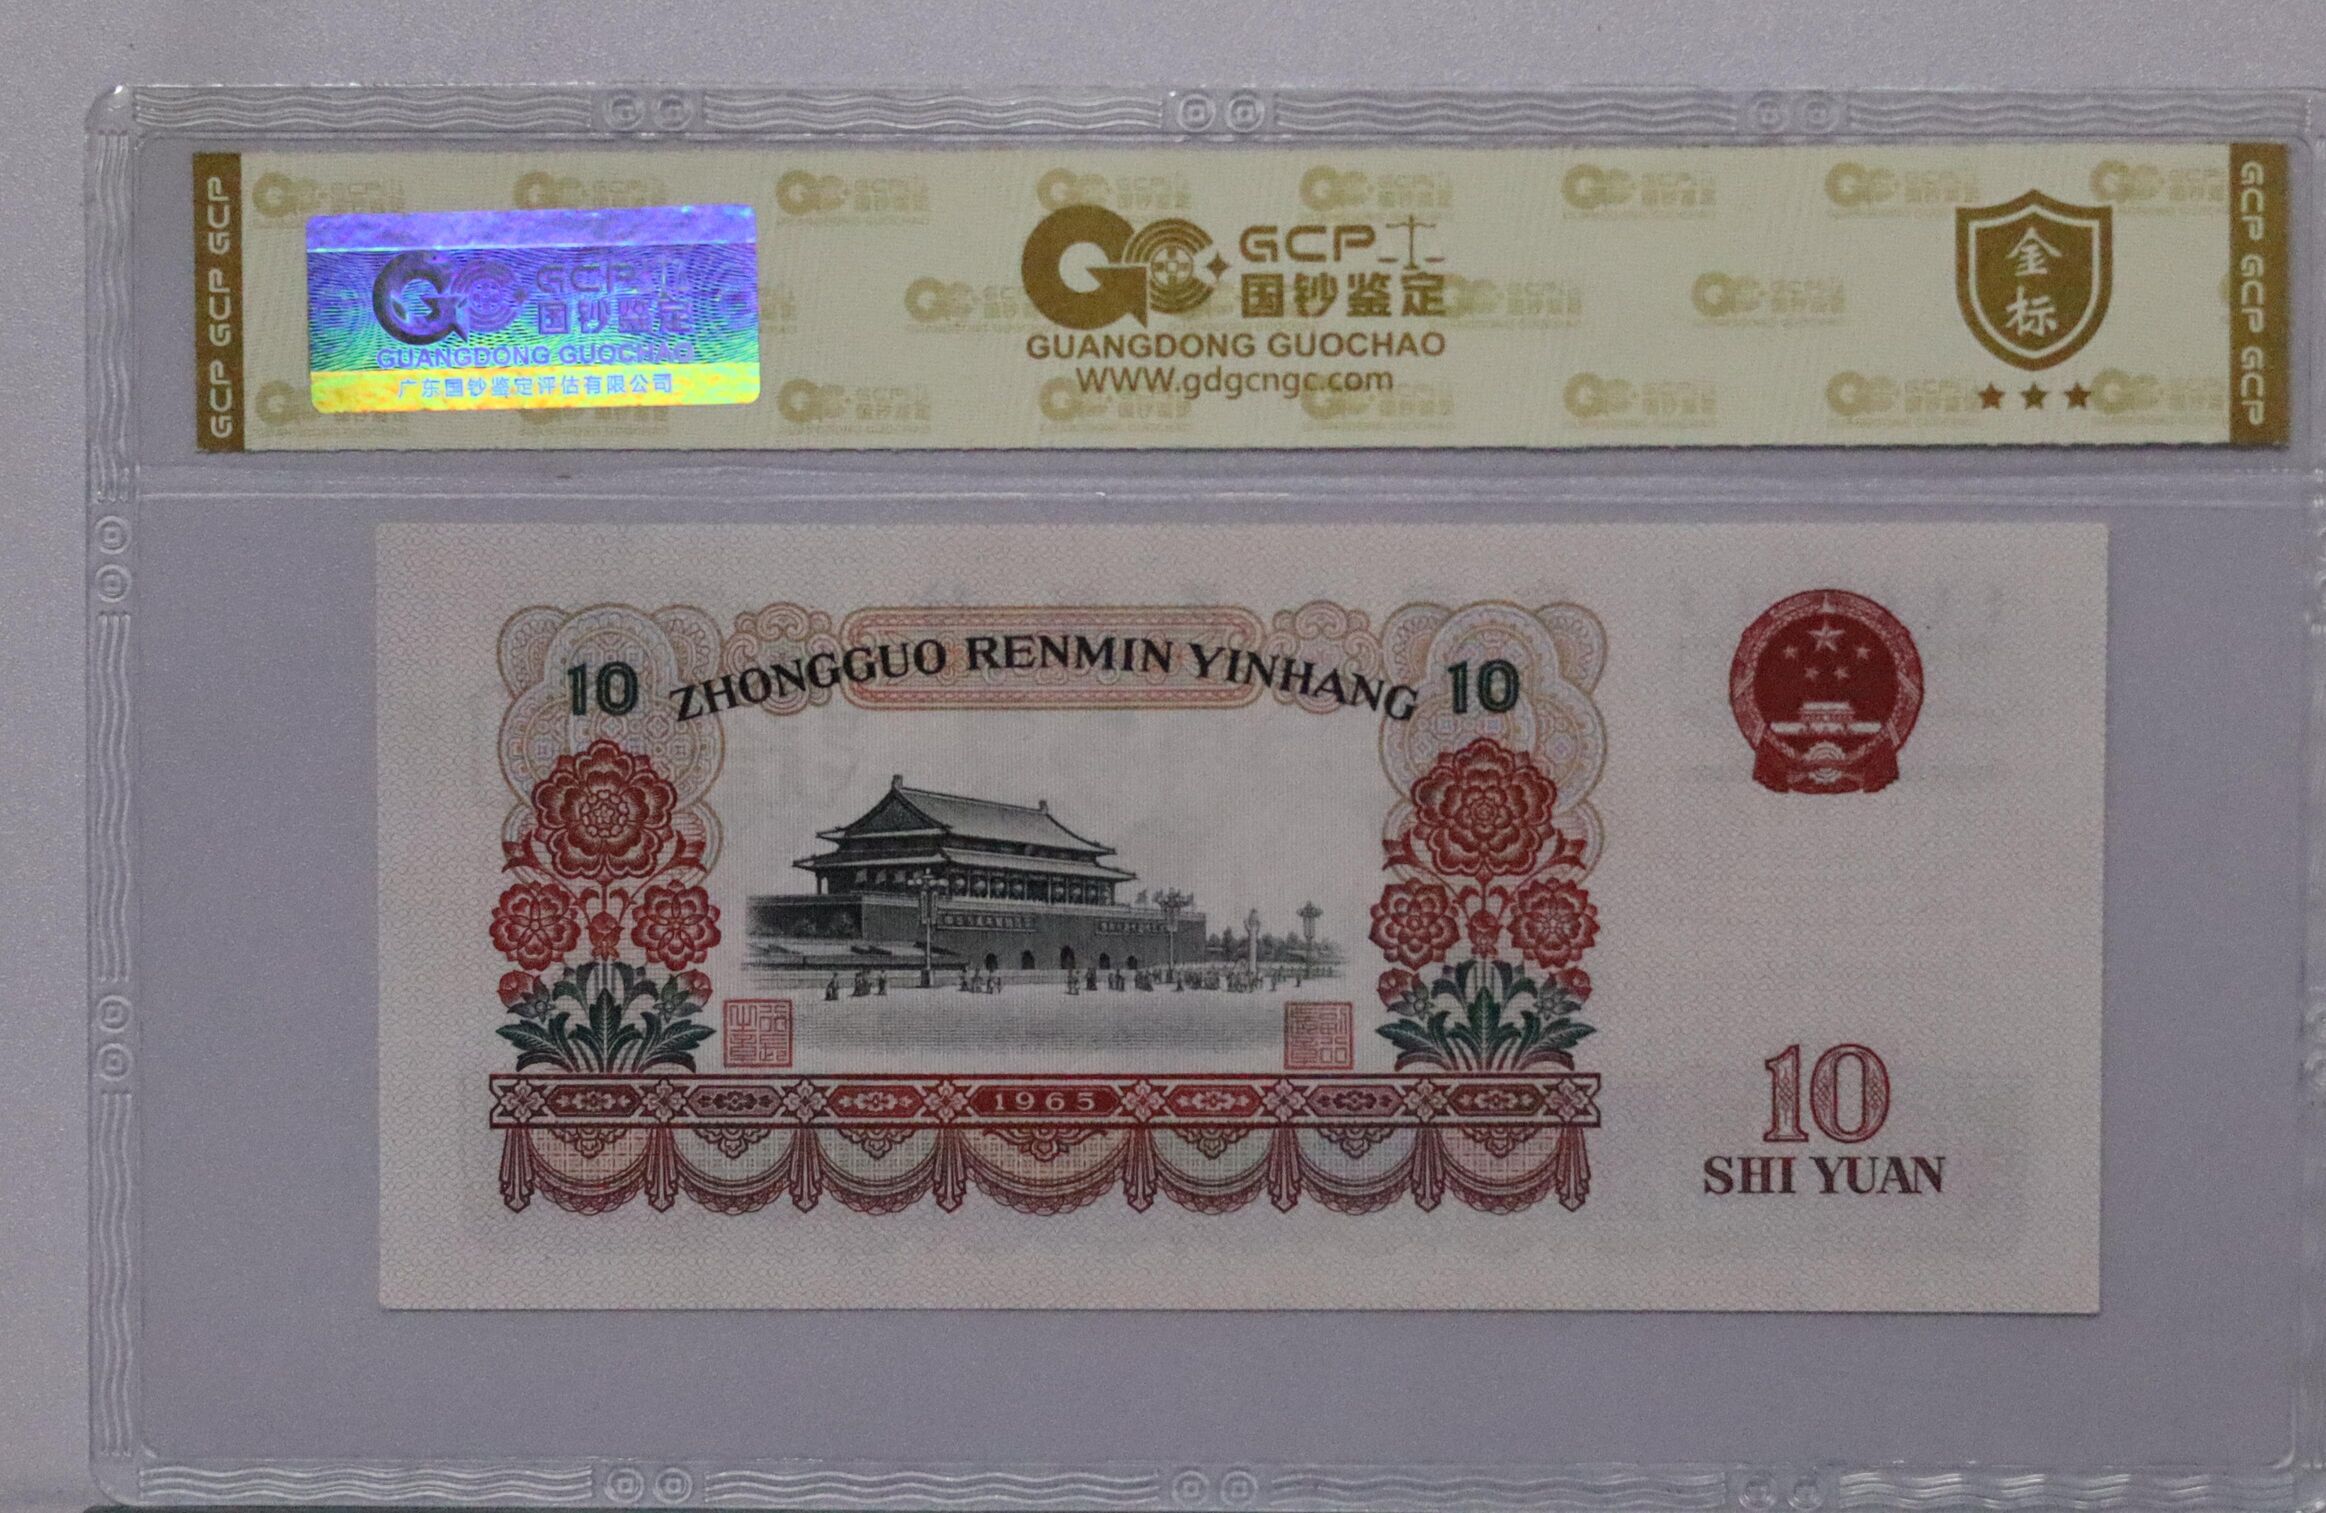 GCP GCP GCP
GCP
国钞鉴定
GUANGDONG GUOCHAO
广东国钞鉴定评估有限公司
GCP
国钞鉴定
GUANGDONG GUOCHAO
WWW.gdgcngc.com
金
标
GCP GCP GCP
10
ZHONGGUO RENMIN YINHANG
10
1965
10
SHI YUAN